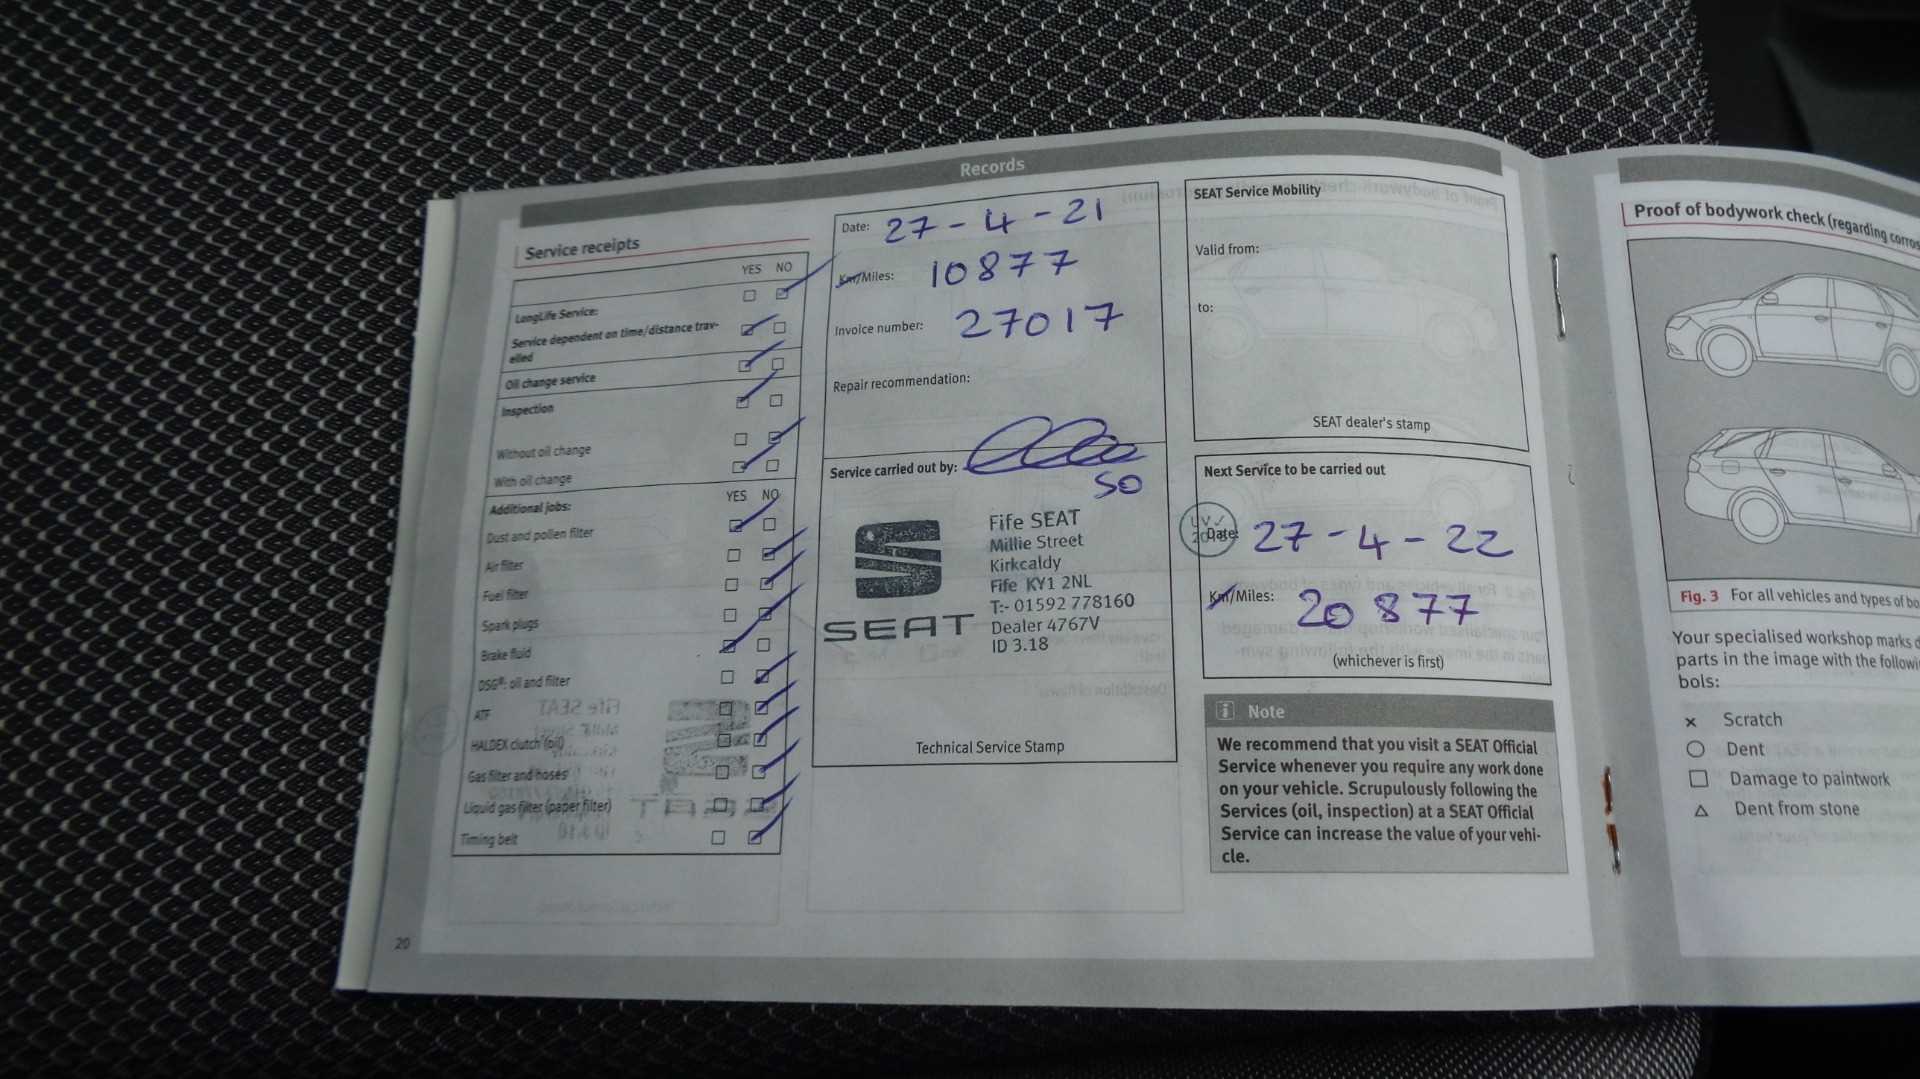 Records
Service receipts
YES NO
LongLife Service:
Service dependent on time/distance trav-
elled
Oil change service
Inspection
Without oil change
With oil change
YES NO
Additional jobs:
Dust and pollen filter
Air filter
Fuel filter
Spark plugs
Brake fluid
DSG®: oil and filter
ATF
HALDEX clutch (oil)
Gas filter and hoses
Liquid gas filter (paper filter)
Timing belt
20
Date: 27-4-21
Km/Miles: 10877
Invoice number: 27017
Repair recommendation:
Service carried out by:
SO
SEAT
Fife SEAT
Millie Street
Kirkcaldy
Fife KY1 2NL
T:- 01592 778160
Dealer 4767V
ID 3.18
Technical Service Stamp
SEAT Service Mobility
Valid from:
to:
SEAT dealer's stamp
Next Service to be carried out
Date: 27-4-22
Km/Miles: 20877
(whichever is first)
Note
We recommend that you visit a SEAT Official
Service whenever you require any work done
on your vehicle. Scrupulously following the
Services (oil, inspection) at a SEAT Official
Service can increase the value of your vehi-
cle.
Proof of bodywork check (regarding corros
Fig. 3 For all vehicles and types of bo
Your specialised workshop marks d
parts in the image with the followi
bols:
Scratch
Dent
Damage to paintwork
Dent from stone